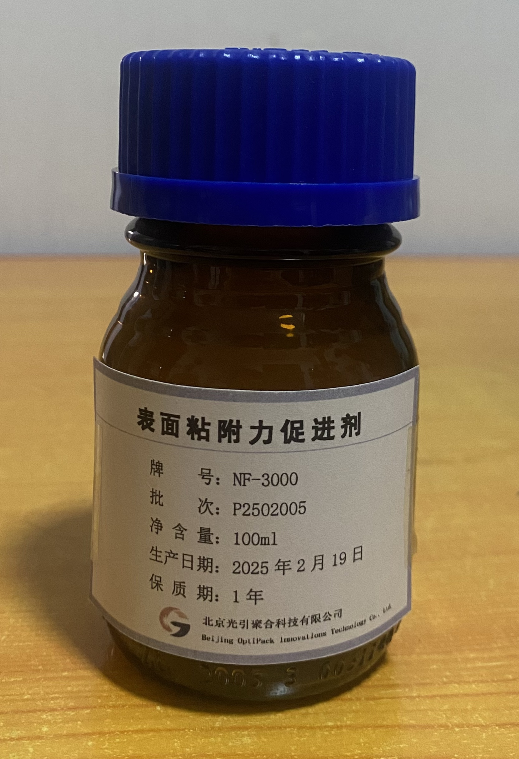 表面粘附力促进剂
牌 号：NF-3000
批 次：P2502005
净 含 量：100ml
生产日期：2025 年 2 月 19 日
保 质 期：1 年
北京光引聚合科技有限公司
Beijing OptiPack Innovations Technology Co., Ltd.